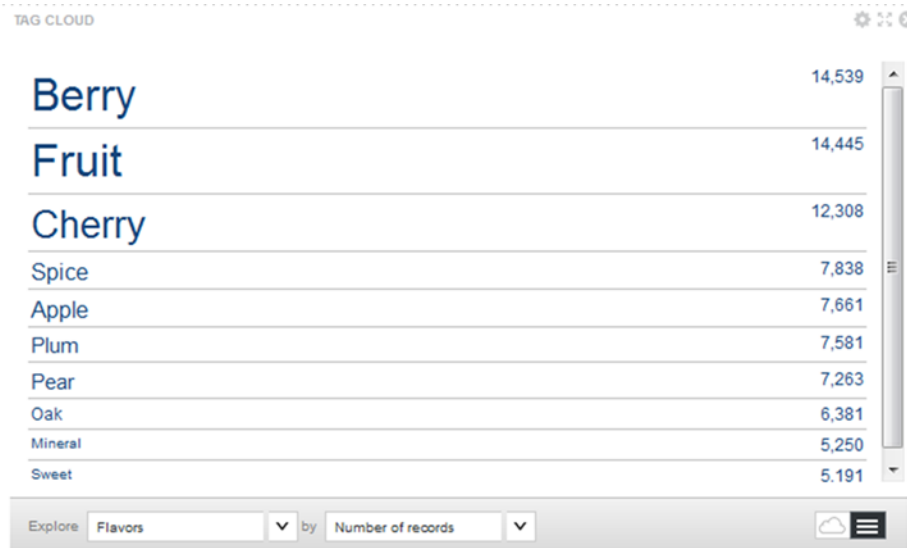 TAG CLOUD
Berry 14,539
Fruit 14,445
Cherry 12,308
Spice 7,838
Apple 7,661
Plum 7,581
Pear 7,263
Oak 6,381
Mineral 5,250
Sweet 5.191
Explore Flavors by Number of records